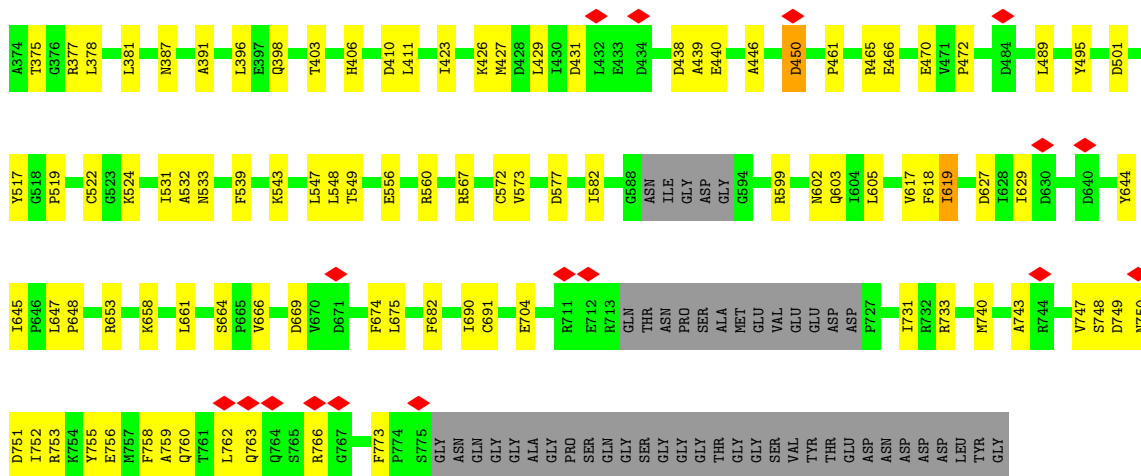 A374 T375 G376 R377 L378 L381 N387 A391 L396 E397 Q398 T403 H406 D410 L411 I423 K426 M427 D428 L429 I430 D431 L432 E433 D434 D438 A439 E440 A446 D450 P461 R465 E466 E470 V471 P472 D484 L489 Y495 D501
Y517 G518 P519 C522 G523 K524 I531 A532 N533 F539 K543 L547 L548 T549 E556 R560 R567 C572 V573 D577 I582 G588 ASN ILE GLY ASP GLY G594 R599 N602 Q603 I604 L605 V617 F618 I619 D627 I628 I629 D630 D640 Y644
I645 P646 L647 P648 R653 K658 L661 S664 P665 V666 D669 V670 D671 F674 L675 F682 I690 C691 E704 R711 E712 R713 GLN THR ASN PRO SER ALA MET GLU VAL GLU GLU ASP ASP P727 I731 R732 R733 M740 A743 R744 V747 S748 D749 N750
D751 I752 R753 K754 Y755 E756 M757 F758 A759 Q760 T761 L762 Q763 Q764 S765 R766 G767 F773 P774 S775 GLY ASN GLN GLY GLY ALA GLY PRO SER GLN GLY SER GLY GLY GLY THR GLY GLY SER VAL TYR THR GLU ASP ASN ASP ASP ASP LEU TYR GLY